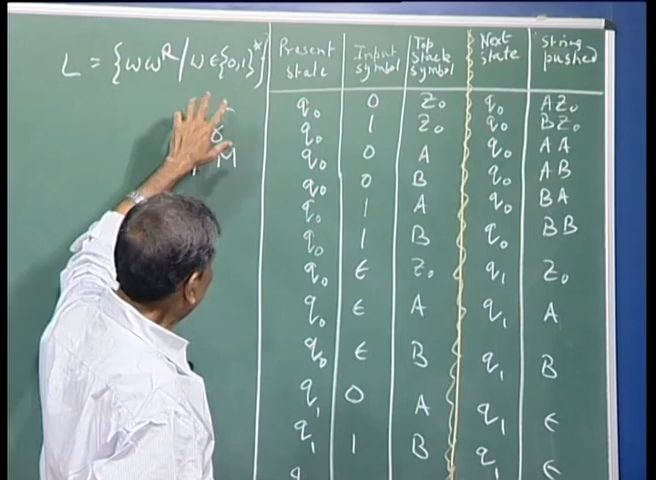 L = {ωω^R / ω ∈ {0,1}*}
Present state | Input symbol | Top Stack symbol | Next state | String pushed
q₀ 0 Z₀ q₀ AZ₀
q₀ 1 Z₀ q₀ BZ₀
q₀ 0 A q₀ AA
q₀ 0 B q₀ AB
q₀ 1 A q₀ BA
q₀ 1 B q₀ BB
q₀ ε Z₀ q₁ Z₀
q₀ ε A q₁ A
q₀ ε B q₁ B
q₁ 0 A q₁ ε
q₁ 1 B q₁ ε
M